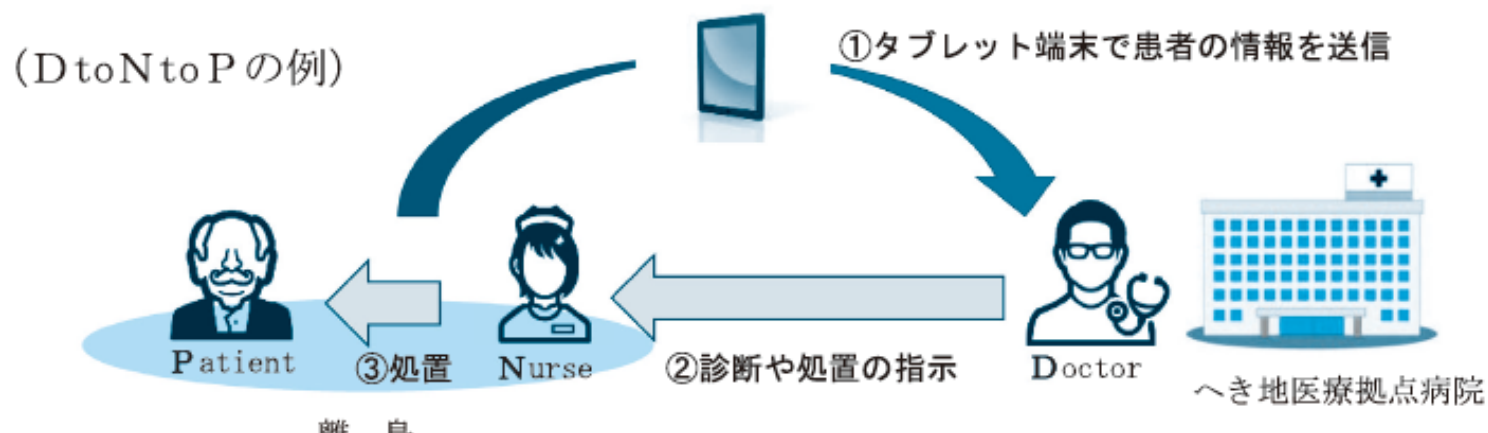 (DtoNtoPの例)
①タブレット端末で患者の情報を送信
Patient
③処置
Nurse
②診断や処置の指示
Doctor
へき地医療拠点病院
離 島